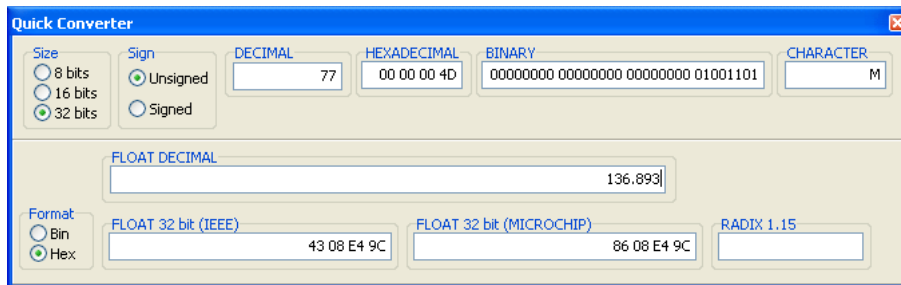 Quick Converter
Size Sign DECIMAL HEXADECIMAL BINARY CHARACTER
8 bits Unsigned 77 00 00 00 4D 00000000 00000000 00000000 01001101 M
16 bits
32 bits Signed
FLOAT DECIMAL
136.893
Format FLOAT 32 bit (IEEE) FLOAT 32 bit (MICROCHIP) RADIX 1.15
Bin
Hex 43 08 E4 9C 86 08 E4 9C